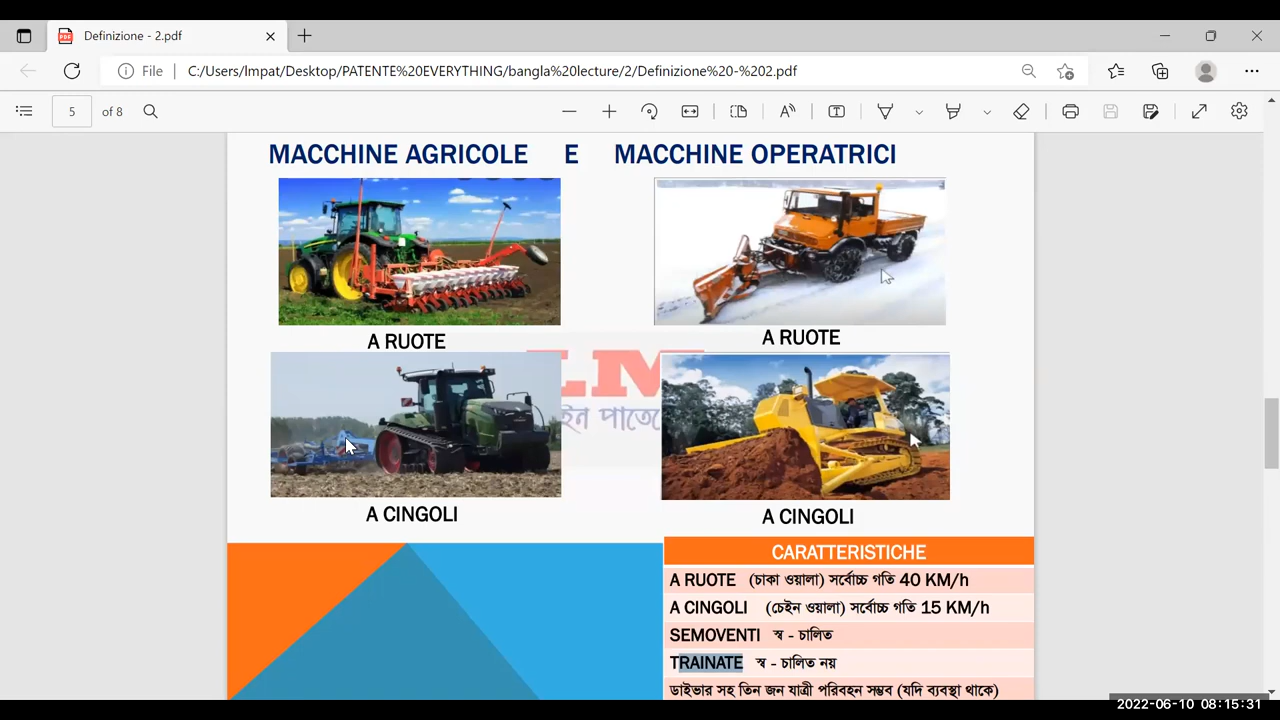 Definizione - 2.pdf
File
C:/Users/lmpat/Desktop/PATENTE%20EVERYTHING/bangla%20lecture/2/Definizione%20-%202.pdf
5 of 8
MACCHINE AGRICOLE E MACCHINE OPERATRICI
A RUOTE
A RUOTE
LM
ইন পাতে
A CINGOLI
A CINGOLI
CARATTERISTICHE
A RUOTE (চাকা ওয়ালা) সর্বোচ্চ গতি 40 KM/h
A CINGOLI (চেইন ওয়ালা) সর্বোচ্চ গতি 15 KM/h
SEMOVENTI স্ব - চালিত
TRAINATE স্ব - চালিত নয়
ডাইভার সহ তিন জন যাত্রী পরিবহন সম্ভব (যদি ব্যবস্থা থাকে)
2022-06-10 08:15:31